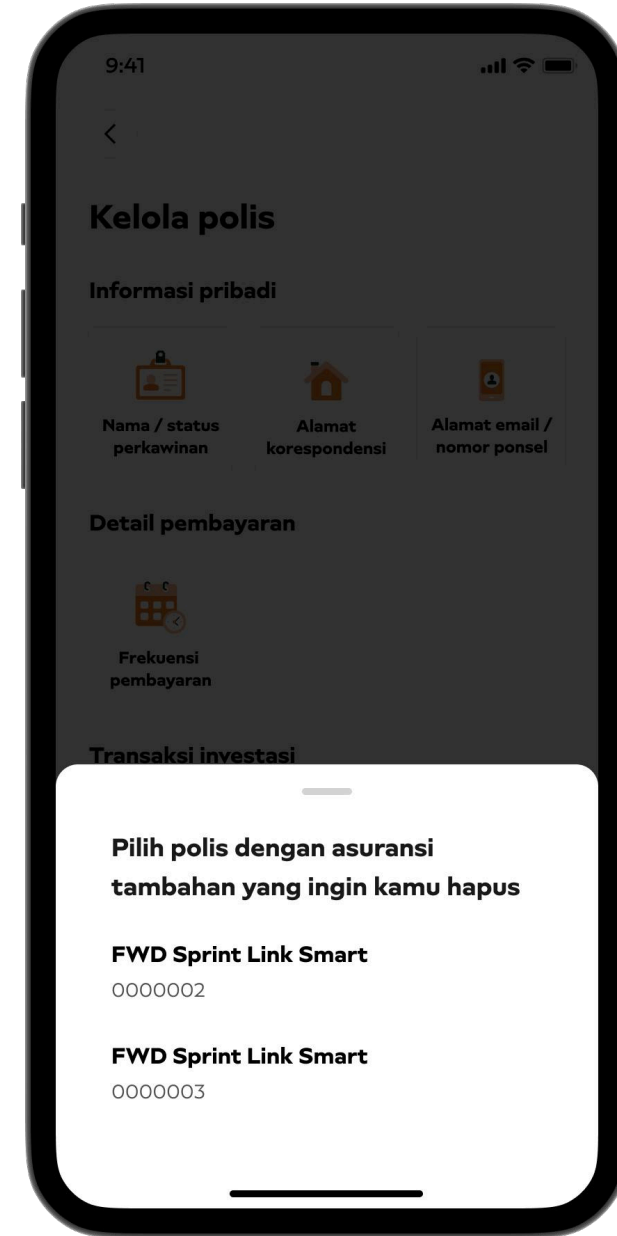 9:41
Kelola polis
Informasi pribadi
Nama / status
perkawinan
Alamat
korespondensi
Alamat email /
nomor ponsel
Detail pembayaran
Frekuensi
pembayaran
Transaksi investasi
Pilih polis dengan asuransi
tambahan yang ingin kamu hapus
FWD Sprint Link Smart
0000002
FWD Sprint Link Smart
0000003